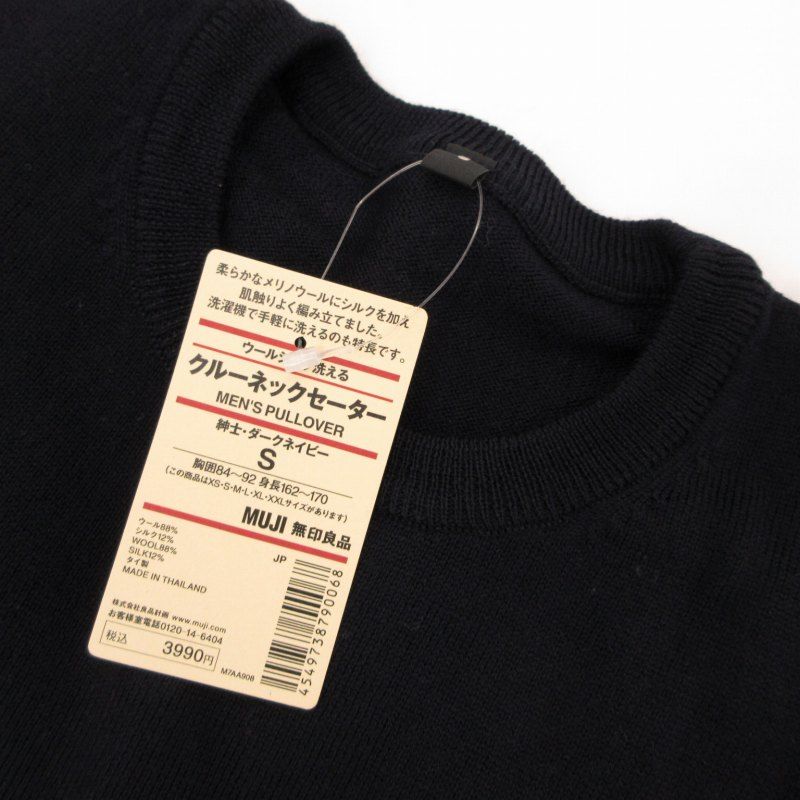 柔らかなメリノウールにシルクを加え
肌触りよく編み立てました。
洗濯機で手軽に洗えるのも特長です。
ウールシ 洗える
クルーネックセーター
MEN'S PULLOVER
紳士・ダークネイビー
S
胸囲84～92 身長162～170
(この商品はXS・S・M・L・XL・XXLサイズがあります)
MUJI 無印良品
ウール88%
シルク12%
WOOL88%
SILK12%
タイ製
MADE IN THAILAND
JP
株式会社良品計画 www.muji.com
お客様室電話0120-14-6404
税込 3990円
M7AA908
4549738790068